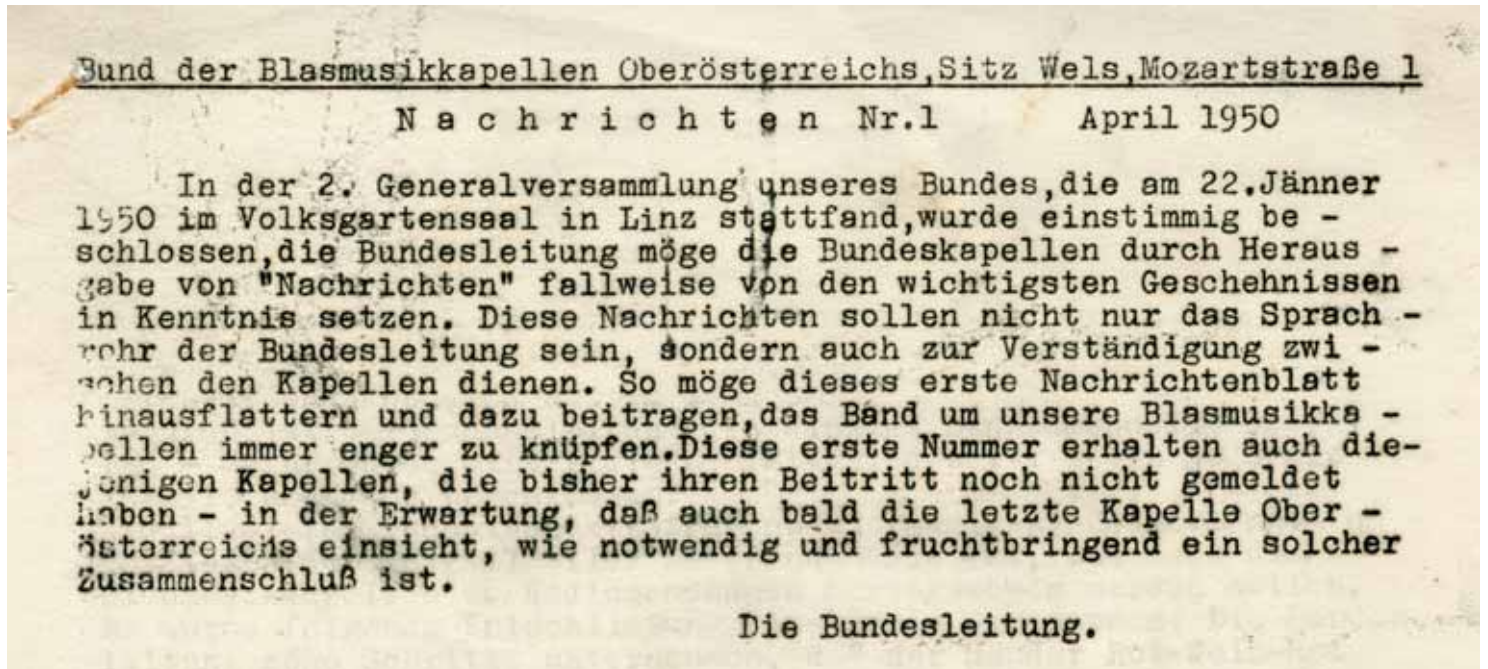 Bund der Blasmusikkapellen Oberösterreichs,Sitz Wels,Mozartstraße 1
N a c h r i c h t e n Nr.1 April 1950
In der 2. Generalversammlung unseres Bundes,die am 22.Jänner
1950 im Volksgartensaal in Linz stattfand,wurde einstimmig be -
schlossen,die Bundesleitung möge die Bundeskapellen durch Heraus -
gabe von "Nachrichten" fallweise von den wichtigsten Geschehnissen
in Kenntnis setzen. Diese Nachrichten sollen nicht nur das Sprach -
rohr der Bundesleitung sein, sondern auch zur Verständigung zwi -
schen den Kapellen dienen. So möge dieses erste Nachrichtenblatt
hinausflattern und dazu beitragen,das Band um unsere Blasmusikka -
pellen immer enger zu knüpfen.Diese erste Nummer erhalten auch die-
jenigen Kapellen, die bisher ihren Beitritt noch nicht gemeldet
haben - in der Erwartung, daß auch bald die letzte Kapelle Ober -
österreichs einsieht, wie notwendig und fruchtbringend ein solcher
Zusammenschluß ist.
Die Bundesleitung.